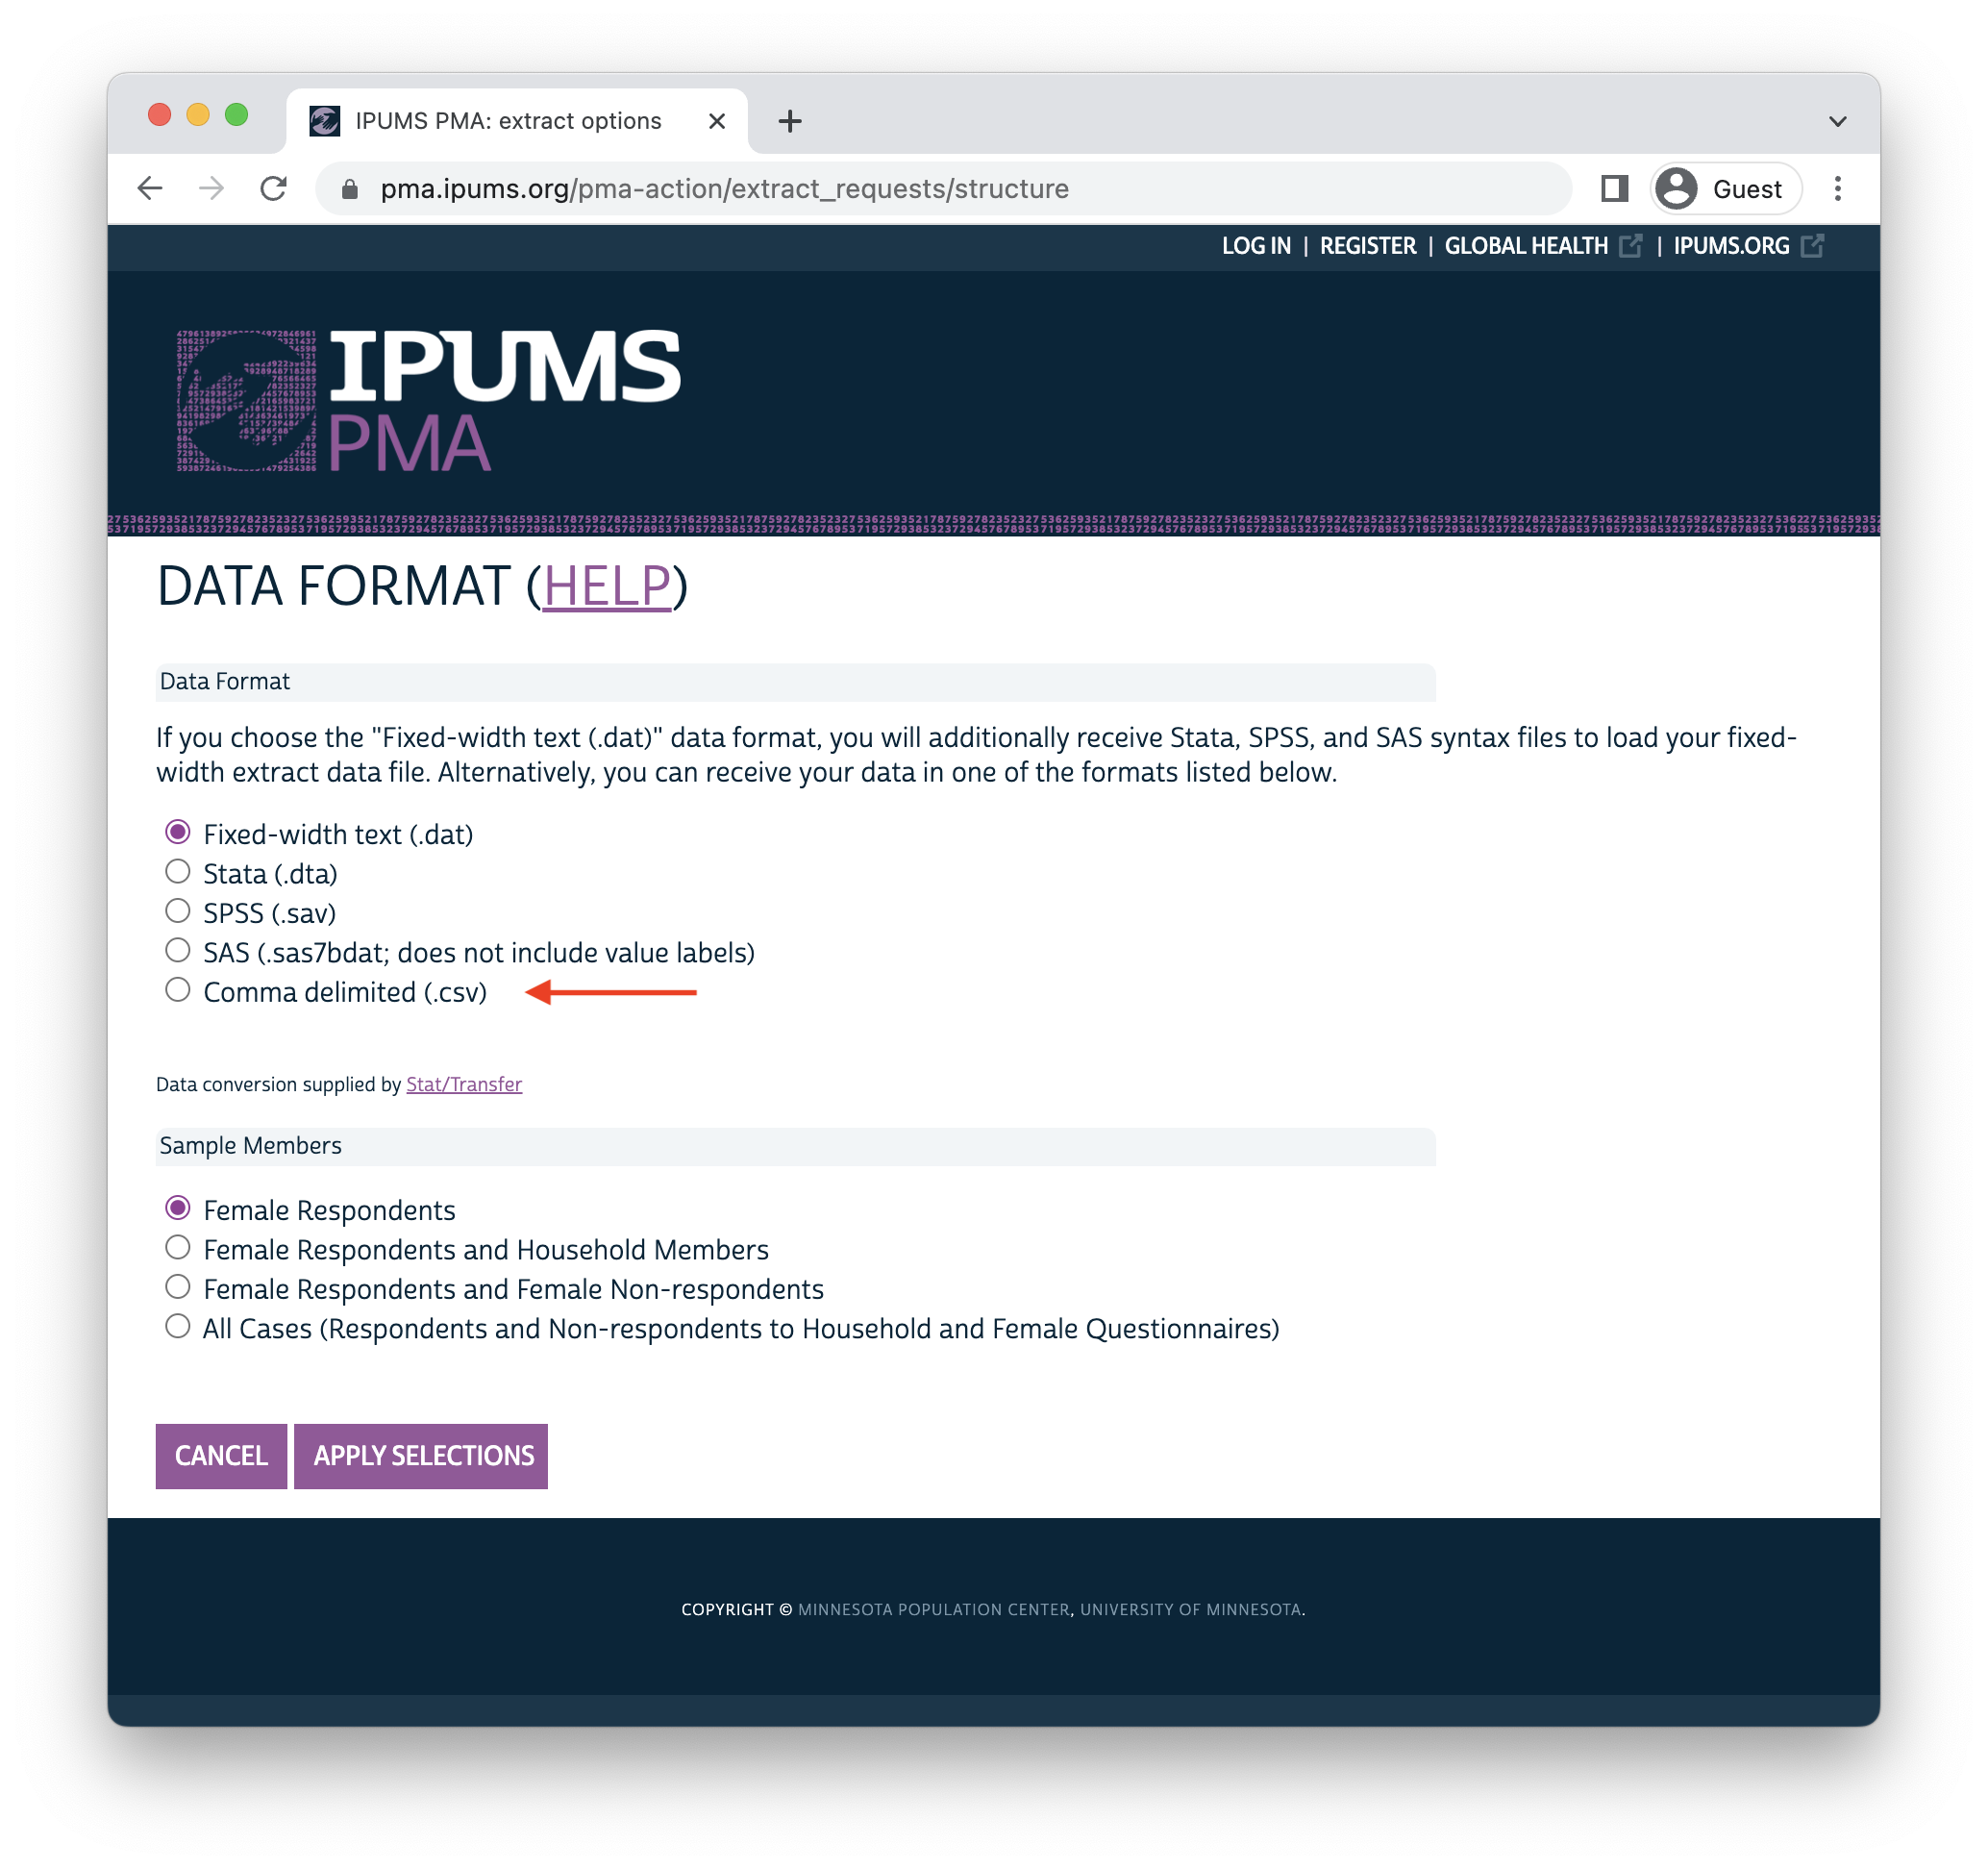 IPUMS PMA: extract options
pma.ipums.org/pma-action/extract_requests/structure
Guest
LOG IN | REGISTER | GLOBAL HEALTH | IPUMS.ORG
IPUMS
PMA
DATA FORMAT (HELP)
Data Format
If you choose the "Fixed-width text (.dat)" data format, you will additionally receive Stata, SPSS, and SAS syntax files to load your fixed-
width extract data file. Alternatively, you can receive your data in one of the formats listed below.
Fixed-width text (.dat)
Stata (.dta)
SPSS (.sav)
SAS (.sas7bdat; does not include value labels)
Comma delimited (.csv)
Data conversion supplied by Stat/Transfer
Sample Members
Female Respondents
Female Respondents and Household Members
Female Respondents and Female Non-respondents
All Cases (Respondents and Non-respondents to Household and Female Questionnaires)
CANCEL APPLY SELECTIONS
COPYRIGHT © MINNESOTA POPULATION CENTER, UNIVERSITY OF MINNESOTA.